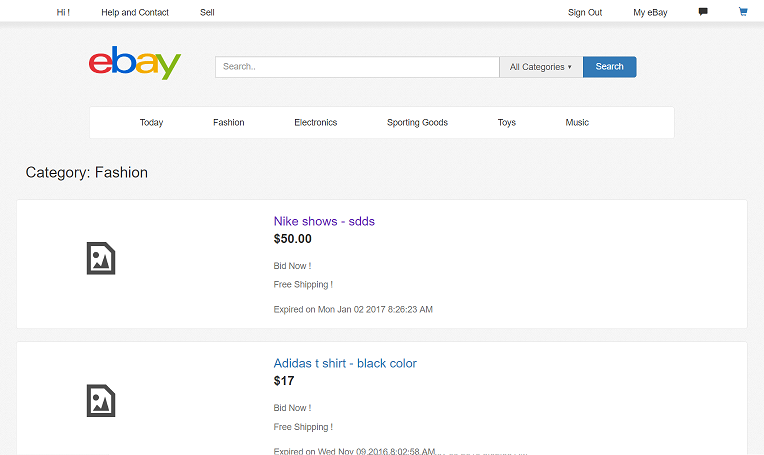 Hi ! Help and Contact Sell Sign Out My eBay
ebay
Search.. All Categories Search
Today Fashion Electronics Sporting Goods Toys Music
Category: Fashion
Nike shows - sdds
$50.00
Bid Now !
Free Shipping !
Expired on Mon Jan 02 2017 8:26:23 AM
Adidas t shirt - black color
$17
Bid Now !
Free Shipping !
Expired on Wed Nov 09 2016 8:02:58 AM